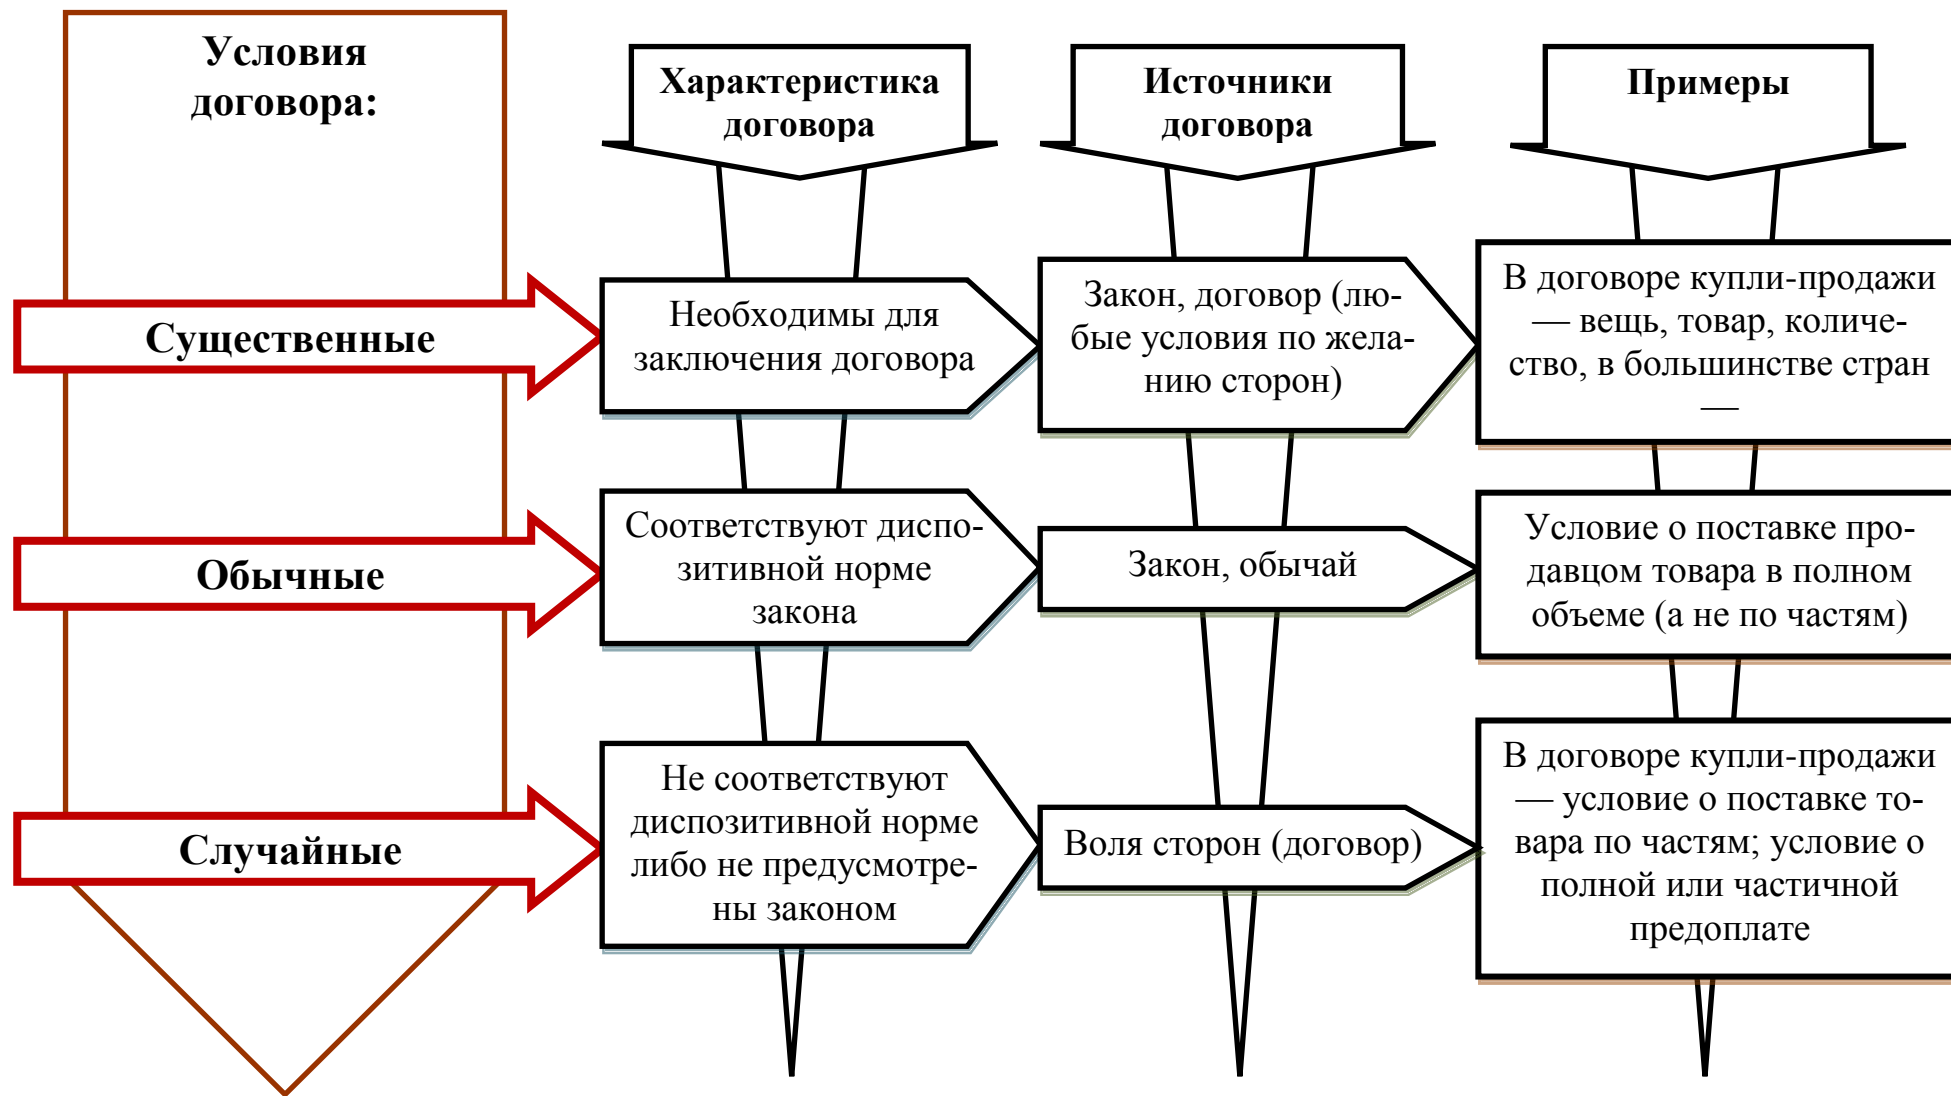 Условия
договора:
Характеристика
договора
Источники
договора
Примеры
Существенные
Необходимы для
заключения договора
Закон, договор (лю-
бые условия по жела-
нию сторон)
В договоре купли-продажи
— вещь, товар, количе-
ство, в большинстве стран
—
Обычные
Соответствуют диспо-
зитивной норме
закона
Закон, обычай
Условие о поставке про-
давцом товара в полном
объеме (а не по частям)
Случайные
Не соответствуют
диспозитивной норме
либо не предусмотре-
ны законом
Воля сторон (договор)
В договоре купли-продажи
— условие о поставке то-
вара по частям; условие о
полной или частичной
предоплате